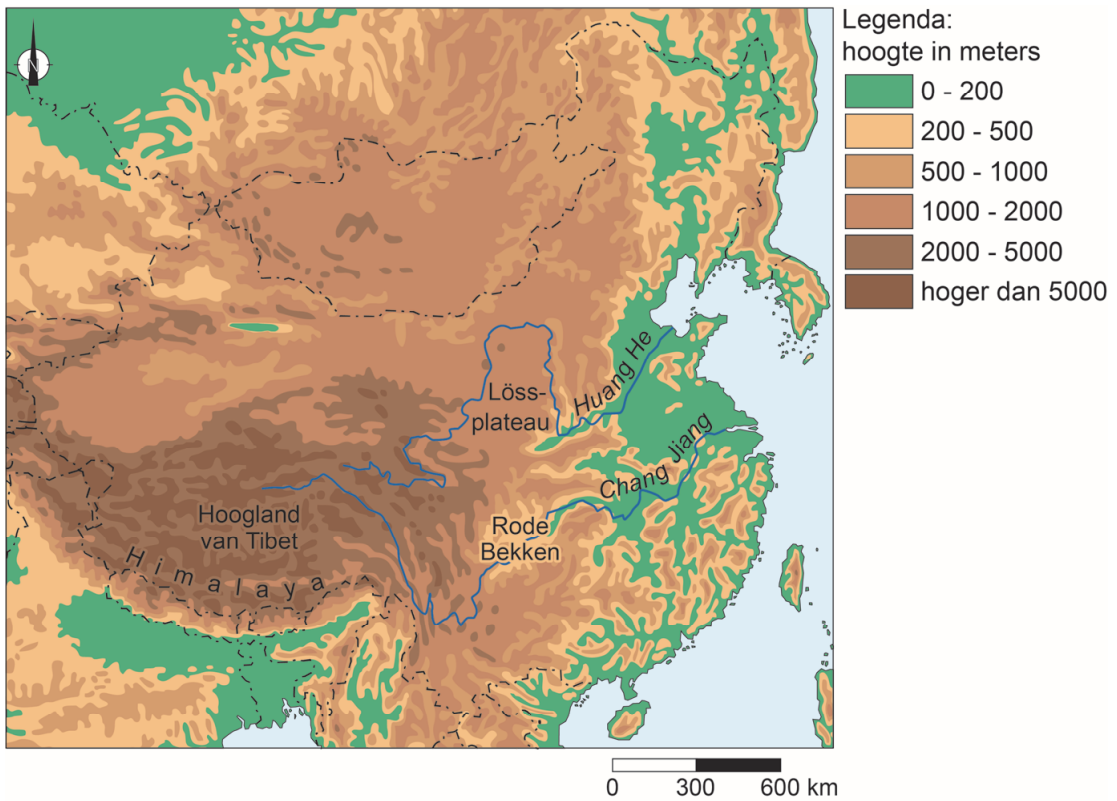 N
Legenda:
hoogte in meters
0 - 200
200 - 500
500 - 1000
1000 - 2000
2000 - 5000
hoger dan 5000
Huang He
Löss-
plateau
Chang Jiang
Hoogland
van Tibet
Rode
Bekken
Himalaya
0 300 600 km